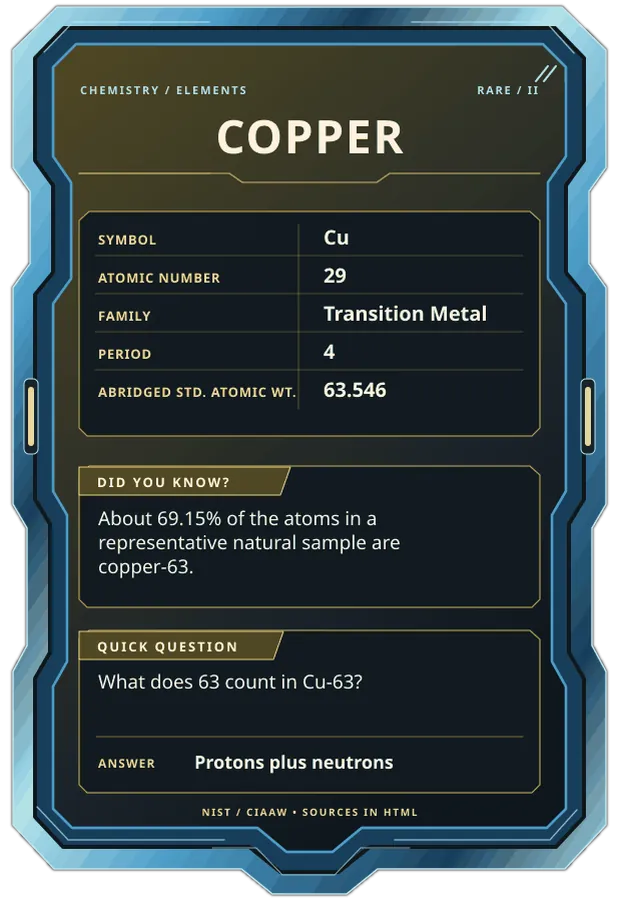 CHEMISTRY / ELEMENTS
RARE / II
COPPER
SYMBOL Cu
ATOMIC NUMBER 29
FAMILY Transition Metal
PERIOD 4
ABRIDGED STD. ATOMIC WT. 63.546
DID YOU KNOW?
About 69.15% of the atoms in a
representative natural sample are
copper-63.
QUICK QUESTION
What does 63 count in Cu-63?
ANSWER Protons plus neutrons
NIST / CIAAW • SOURCES IN HTML